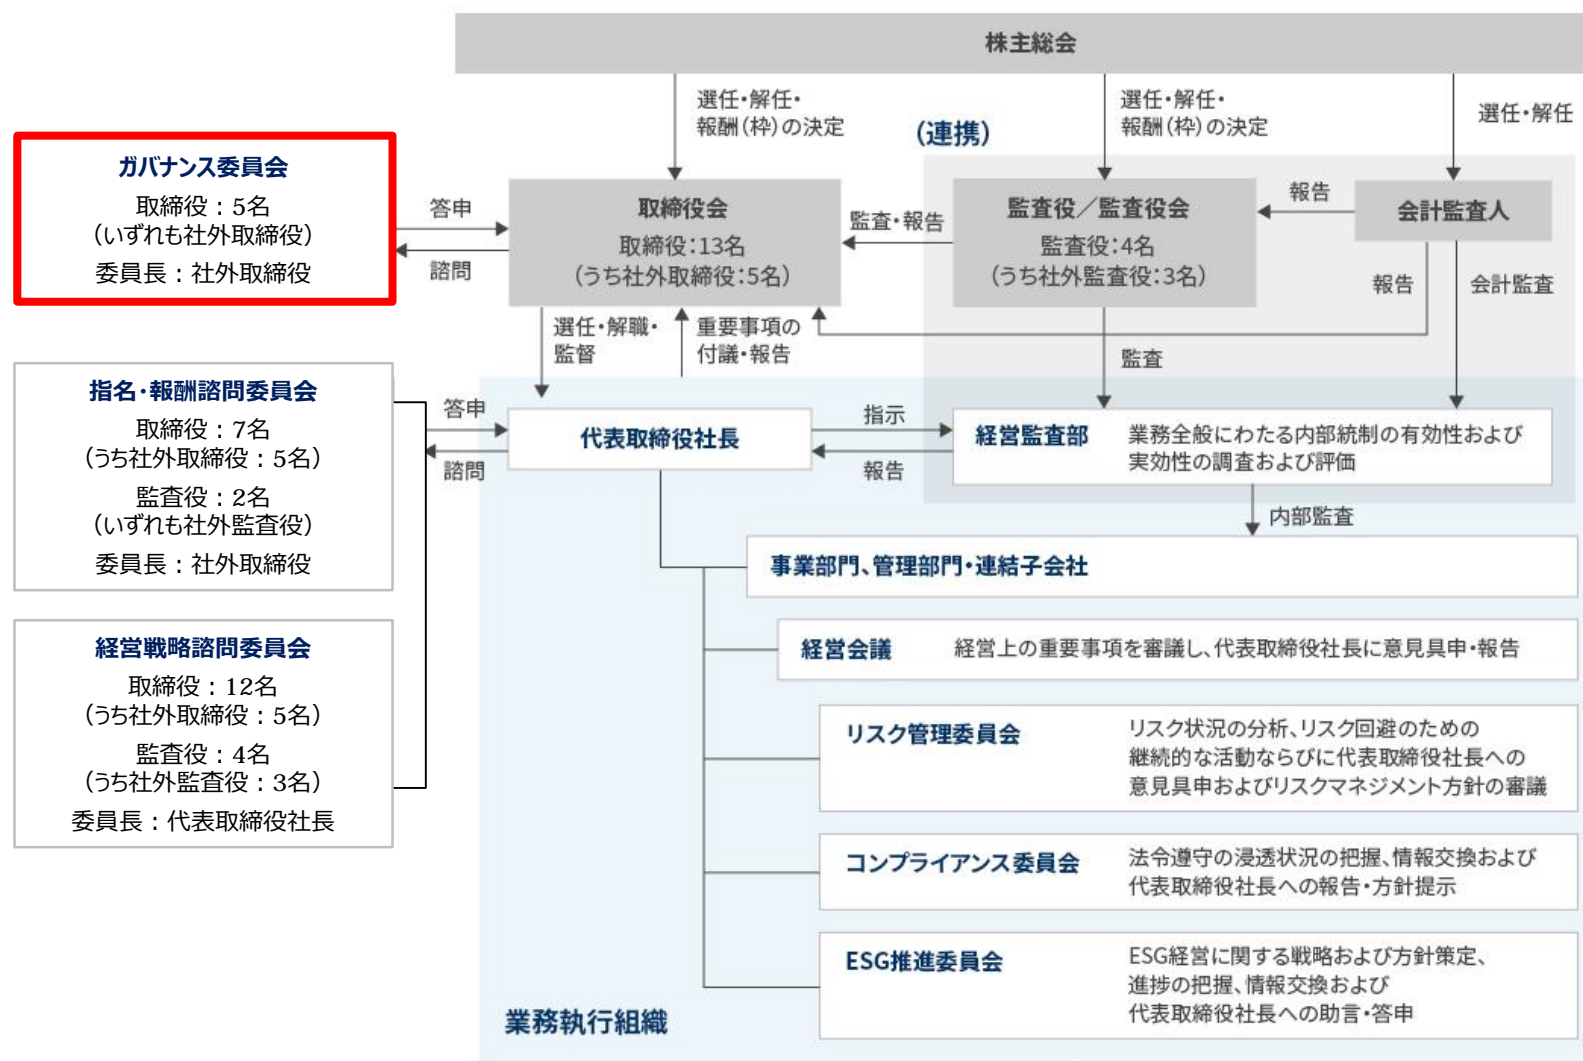 株主総会
選任・解任・
報酬（枠）の決定
選任・解任・
報酬（枠）の決定
選任・解任
（連携）
ガバナンス委員会
取締役：5名
（いずれも社外取締役）
委員長：社外取締役
答申
諮問
取締役会
取締役：13名
（うち社外取締役：5名）
監査・報告
監査役／監査役会
監査役：4名
（うち社外監査役：3名）
報告
会計監査人
報告
会計監査
選任・解職・
監督
重要事項の
付議・報告
監査
指名・報酬諮問委員会
取締役：7名
（うち社外取締役：5名）
監査役：2名
（いずれも社外監査役）
委員長：社外取締役
答申
諮問
代表取締役社長
指示
報告
経営監査部
業務全般にわたる内部統制の有効性および
実効性の調査および評価
内部監査
事業部門、管理部門・連結子会社
経営戦略諮問委員会
取締役：12名
（うち社外取締役：5名）
監査役：4名
（うち社外監査役：3名）
委員長：代表取締役社長
経営会議
経営上の重要事項を審議し、代表取締役社長に意見具申・報告
リスク管理委員会
リスク状況の分析、リスク回避のための
継続的な活動ならびに代表取締役社長への
意見具申およびリスクマネジメント方針の審議
コンプライアンス委員会
法令遵守の浸透状況の把握、情報交換および
代表取締役社長への報告・方針提示
ESG推進委員会
ESG経営に関する戦略および方針策定、
進捗の把握、情報交換および
代表取締役社長への助言・答申
業務執行組織